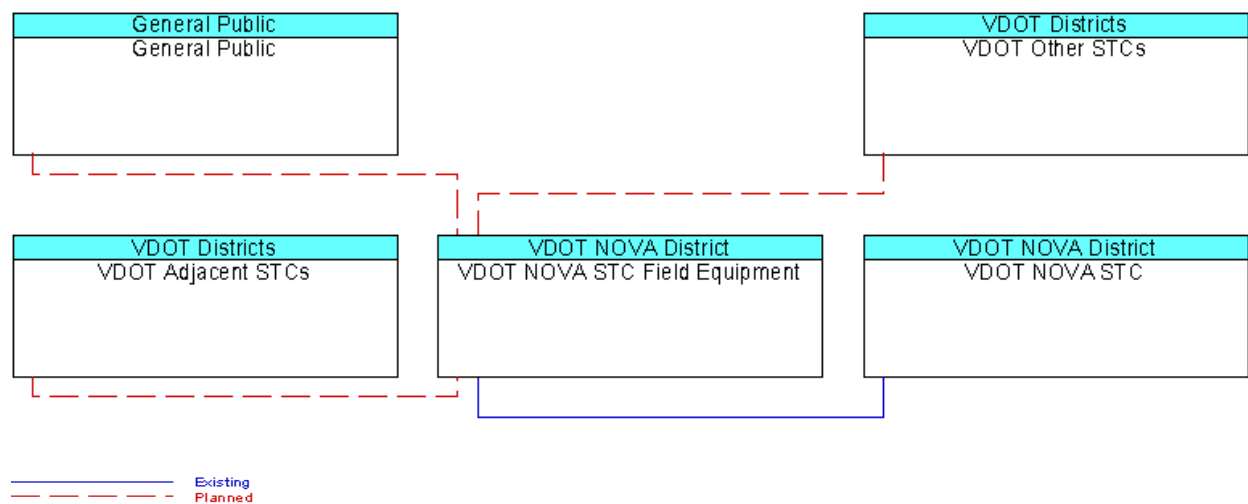 General Public
General Public
VDOT Districts
VDOT Other STCs
VDOT Districts
VDOT Adjacent STCs
VDOT NOVA District
VDOT NOVA STC Field Equipment
VDOT NOVA District
VDOT NOVA STC
Existing
Planned